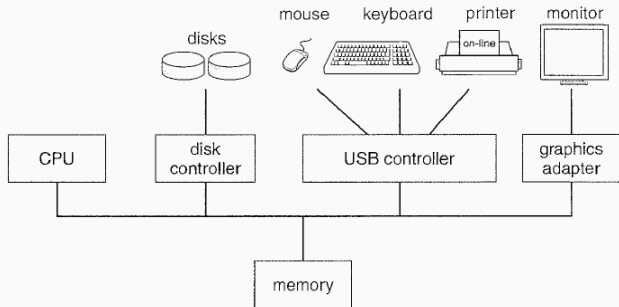 mouse
keyboard
printer
monitor
disks
on-line
CPU
disk
controller
USB controller
graphics
adapter
memory